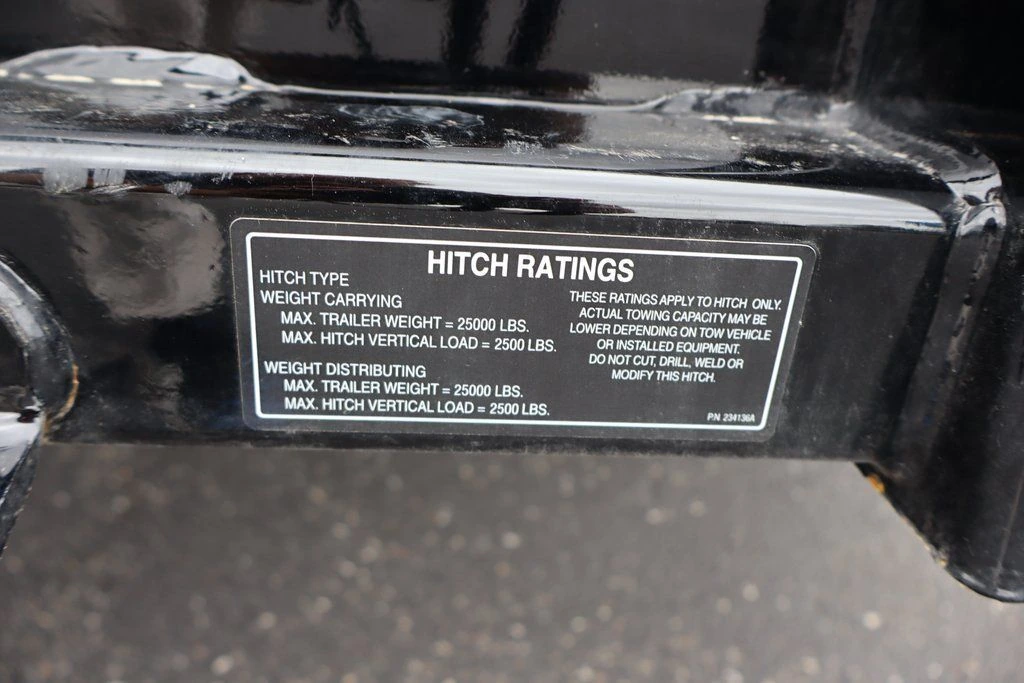 HITCH RATINGS
HITCH TYPE
WEIGHT CARRYING
MAX. TRAILER WEIGHT = 25000 LBS.
MAX. HITCH VERTICAL LOAD = 2500 LBS.
WEIGHT DISTRIBUTING
MAX. TRAILER WEIGHT = 25000 LBS.
MAX. HITCH VERTICAL LOAD = 2500 LBS.
THESE RATINGS APPLY TO HITCH ONLY.
ACTUAL TOWING CAPACITY MAY BE
LOWER DEPENDING ON TOW VEHICLE
OR INSTALLED EQUIPMENT.
DO NOT CUT, DRILL, WELD OR
MODIFY THIS HITCH.
P.N. 234136A